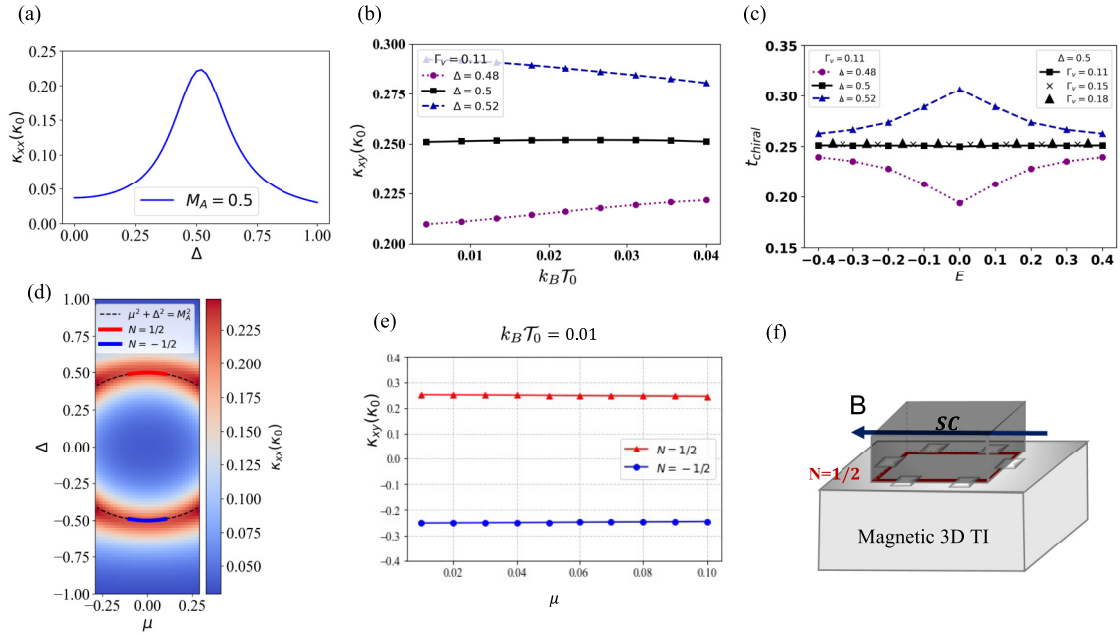 (a)
κxx(κ0)
0.25
0.20
0.15
0.10
0.05
0.00
M_A = 0.5
0.00 0.25 0.50 0.75 1.00
Δ
(b)
κxy(κ0)
0.300
0.275
0.250
0.225
0.200
Γv = 0.11
Δ = 0.48
Δ = 0.5
Δ = 0.52
0.01 0.02 0.03 0.04
k_B𝒯0
(c)
t_chiral
0.35
0.30
0.25
0.20
0.15
Γv = 0.11
Δ = 0.48
Δ = 0.5
Δ = 0.52
Δ = 0.5
Γv = 0.11
Γv = 0.15
Γv = 0.18
−0.4 −0.3 −0.2 −0.1 0.0 0.1 0.2 0.3 0.4
E
(d)
Δ
1.00
0.75
0.50
0.25
0.00
−0.25
−0.50
−0.75
−1.00
μ² + Δ² = M_A²
N = 1/2
N = −1/2
−0.25 0.00 0.25
μ
0.225
0.200
0.175
0.150
0.125
0.100
0.075
0.050
κxx(κ0)
(e)
k_B𝒯0 = 0.01
κxy(κ0)
0.4
0.3
0.2
0.1
0.0
−0.1
−0.2
−0.3
−0.4
N − 1/2
N = −1/2
0.02 0.04 0.06 0.08 0.10
μ
(f)
B
SC
N=1/2
Magnetic 3D TI